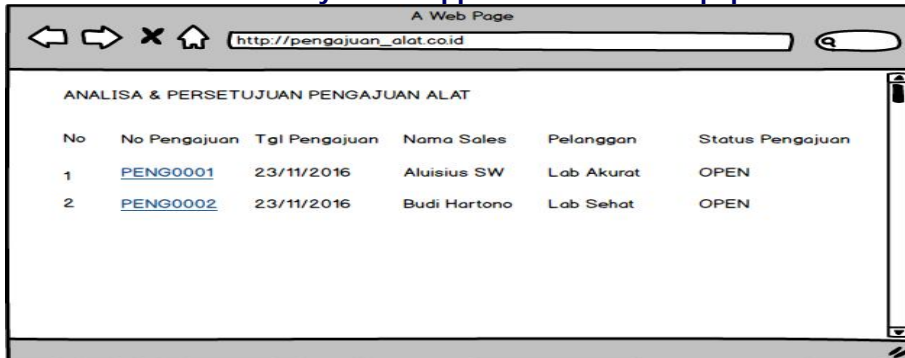 A Web Page
http://pengajuan_alat.co.id
ANALISA & PERSETUJUAN PENGAJUAN ALAT
No No Pengajuan Tgl Pengajuan Nama Sales Pelanggan Status Pengajuan
1 PENG0001 23/11/2016 Aluisius SW Lab Akurat OPEN
2 PENG0002 23/11/2016 Budi Hartono Lab Sehat OPEN